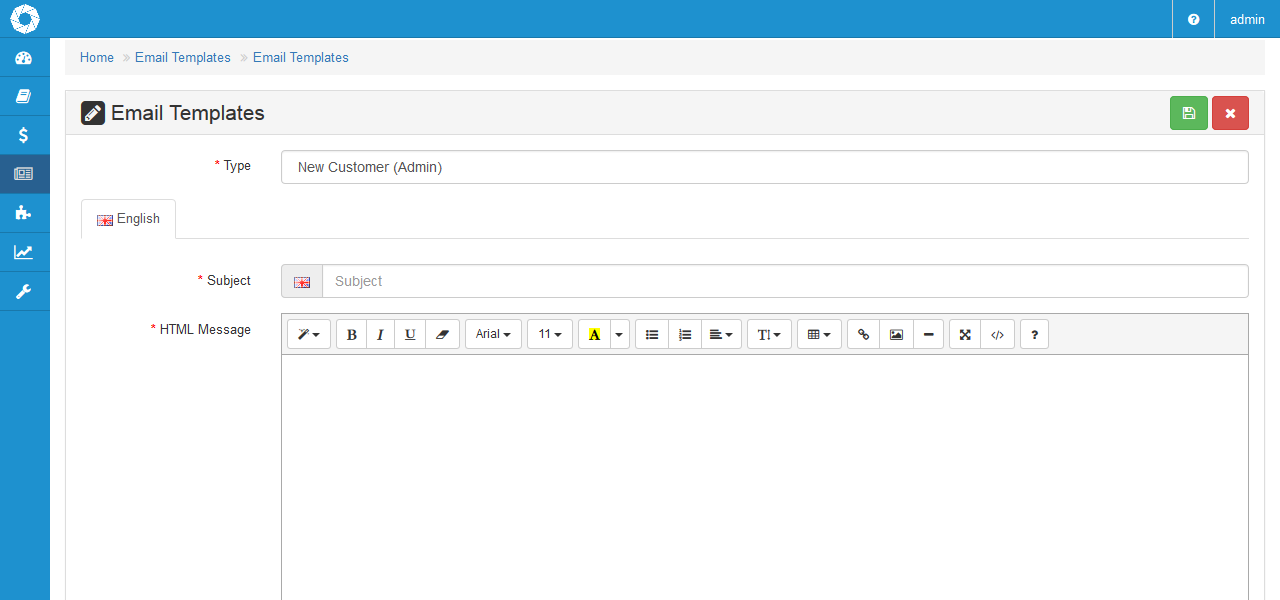 admin
Home » Email Templates » Email Templates
Email Templates
* Type
New Customer (Admin)
English
* Subject
Subject
* HTML Message
B I U Arial 11 A T </> ?